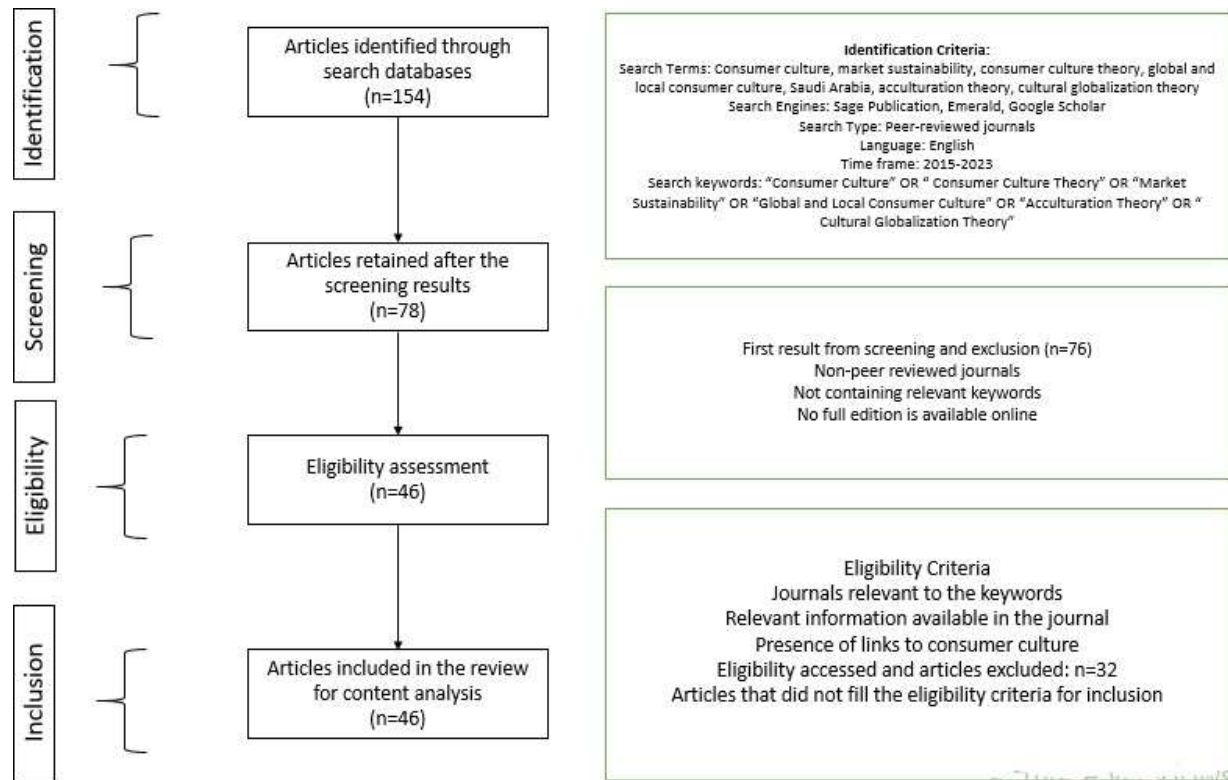 Identification
Articles identified through
search databases
(n=154)
Identification Criteria:
Search Terms: Consumer culture, market sustainability, consumer culture theory, global and
local consumer culture, Saudi Arabia, acculturation theory, cultural globalization theory
Search Engines: Sage Publication, Emerald, Google Scholar
Search Type: Peer-reviewed journals
Language: English
Time frame: 2015-2023
Search keywords: “Consumer Culture” OR “ Consumer Culture Theory” OR “Market
Sustainability” OR “Global and Local Consumer Culture” OR “Acculturation Theory” OR “
Cultural Globalization Theory”
Screening
Articles retained after the
screening results
(n=78)
First result from screening and exclusion (n=76)
Non-peer reviewed journals
Not containing relevant keywords
No full edition is available online
Eligibility
Eligibility assessment
(n=46)
Eligibility Criteria
Journals relevant to the keywords
Relevant information available in the journal
Presence of links to consumer culture
Eligibility accessed and articles excluded: n=32
Articles that did not fill the eligibility criteria for inclusion
Inclusion
Articles included in the review
for content analysis
(n=46)